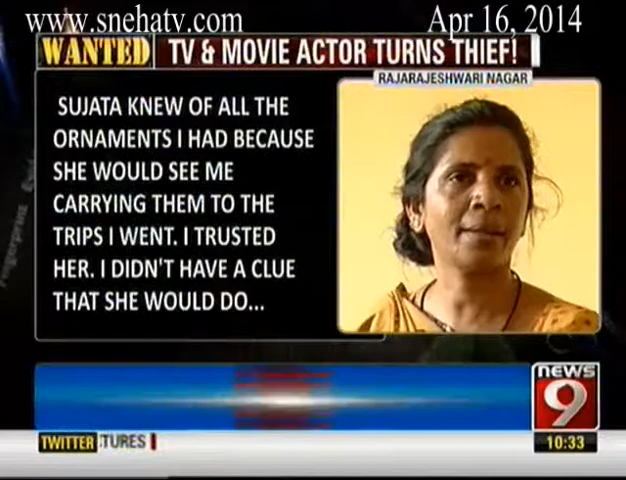 www.snehatv.com
Apr 16, 2014
WANTED
TV & MOVIE ACTOR TURNS THIEF!
RAJARAJESHWARI NAGAR
SUJATA KNEW OF ALL THE
ORNAMENTS I HAD BECAUSE
SHE WOULD SEE ME
CARRYING THEM TO THE
TRIPS I WENT. I TRUSTED
HER. I DIDN'T HAVE A CLUE
THAT SHE WOULD DO...
Fingerprint
NEWS
9
TWITTER
:TURES
10:33